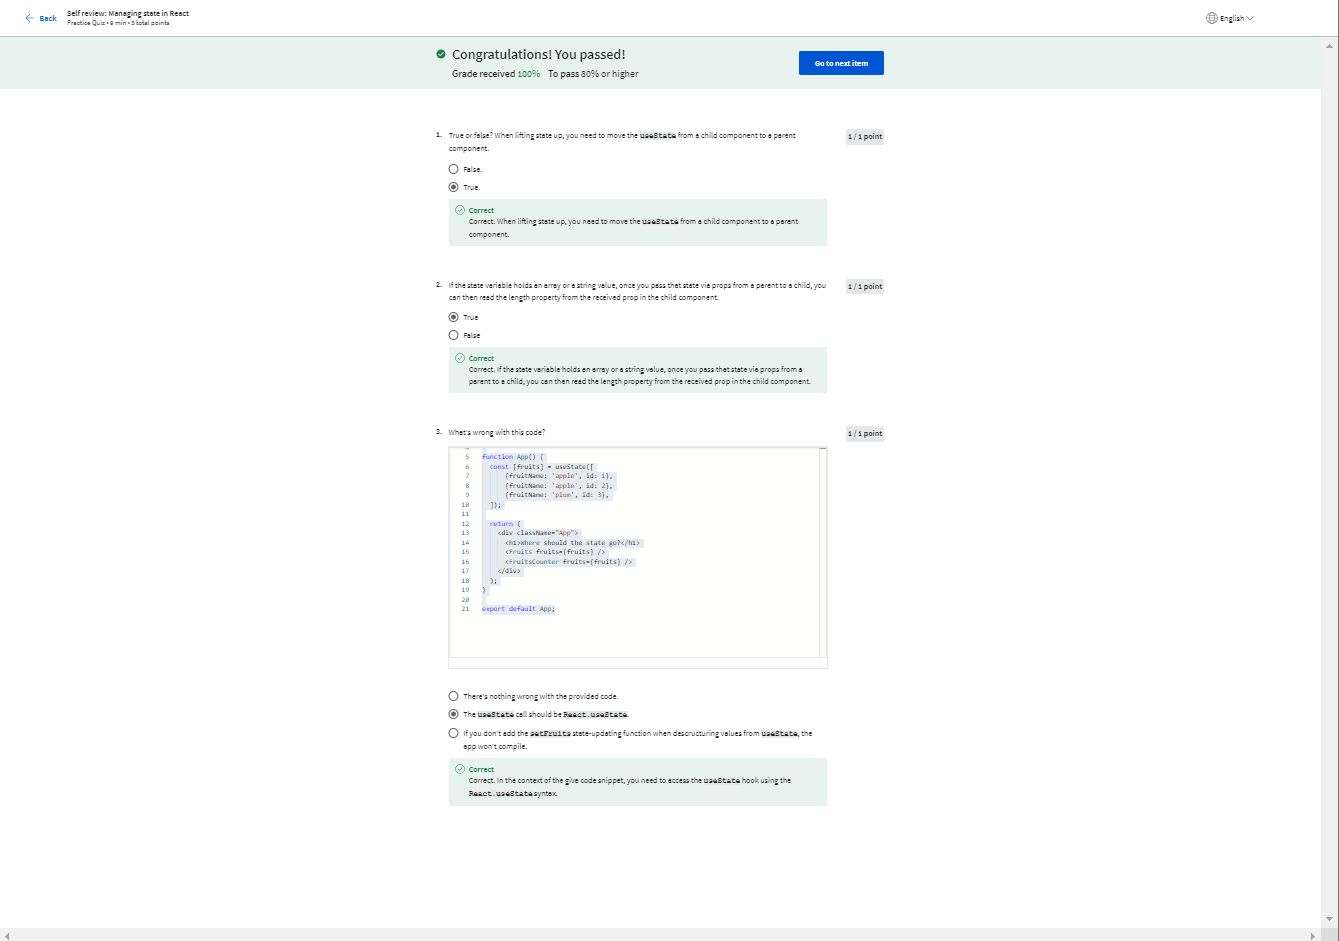 Back
Self review: Managing state in React
Practice Quiz • 9 min • 5 total points
English
Congratulations! You passed!
Grade received 100% To pass 80% or higher
Go to next item
1. True or false? When lifting state up, you need to move the useState from a child component to a parent
component.
1 / 1 point
False.
True.
Correct
Correct. When lifting state up, you need to move the useState from a child component to a parent
component.
2. If the state variable holds an array or a string value, once you pass that state via props from a parent to a child, you
can then read the length property from the received prop in the child component.
1 / 1 point
True
False
Correct
Correct. If the state variable holds an array or a string value, once you pass that state via props from a
parent to a child, you can then read the length property from the received prop in the child component.
3. What's wrong with this code?
1 / 1 point
5 function App() {
6 const [fruits] = useState([
7 {fruitName: 'apple', id: 1},
8 {fruitName: 'apple', id: 2},
9 {fruitName: 'plum', id: 3},
10 ]);
11
12 return (
13 <div className="App">
14 <h1>Where should the state go?</h1>
15 <Fruits fruits={fruits} />
16 <FruitsCounter fruits={fruits} />
17 </div>
18 );
19 }
20
21 export default App;
There's nothing wrong with the provided code.
The useState call should be React.useState.
If you don't add the setFruits state-updating function when descructuring values from useState, the
app won't compile.
Correct
Correct. In the context of the give code snippet, you need to access the useState hook using the
React.useState syntax.